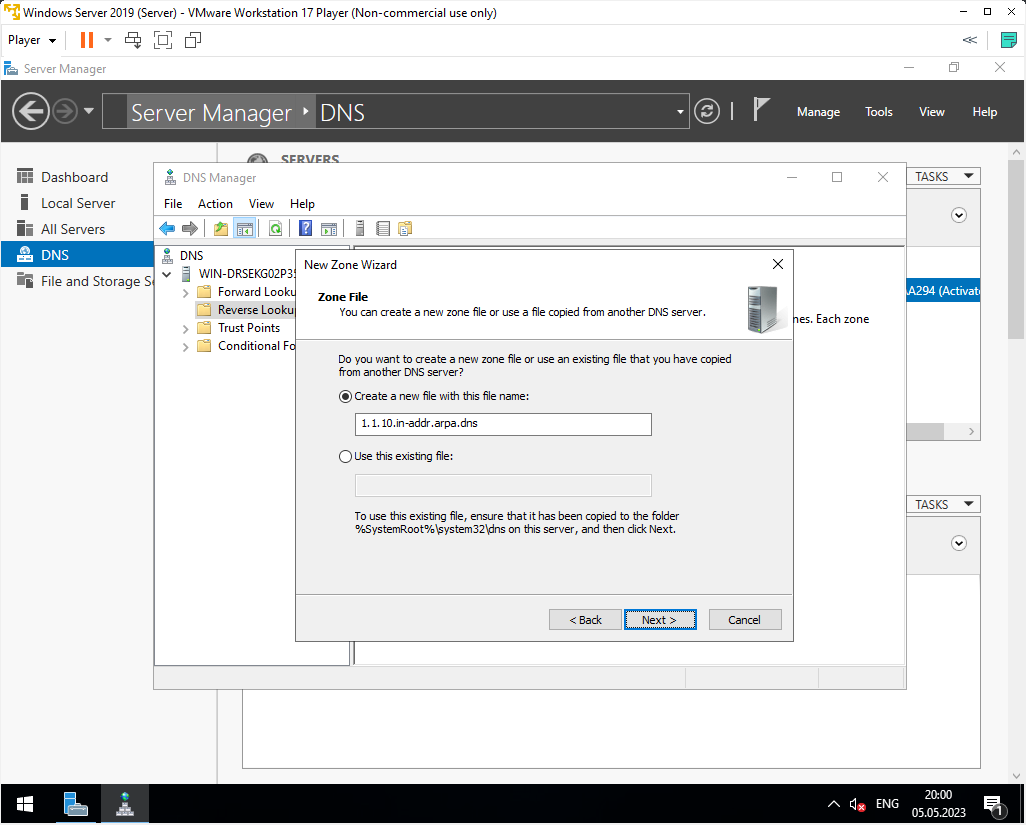 Windows Server 2019 (Server) - VMware Workstation 17 Player (Non-commercial use only)
Player
Server Manager
Server Manager DNS
Manage Tools View Help
Dashboard
Local Server
All Servers
DNS
File and Storage Se
SERVERS
TASKS
A294 (Activate
TASKS
DNS Manager
File Action View Help
DNS
WIN-DRSEKG02P35
Forward Looku
Reverse Looku
Trust Points
Conditional Fo
nes. Each zone
New Zone Wizard
Zone File
You can create a new zone file or use a file copied from another DNS server.
Do you want to create a new zone file or use an existing file that you have copied
from another DNS server?
Create a new file with this file name:
1.1.10.in-addr.arpa.dns
Use this existing file:
To use this existing file, ensure that it has been copied to the folder
%SystemRoot%\system32\dns on this server, and then click Next.
< Back Next > Cancel
ENG
20:00
05.05.2023
1